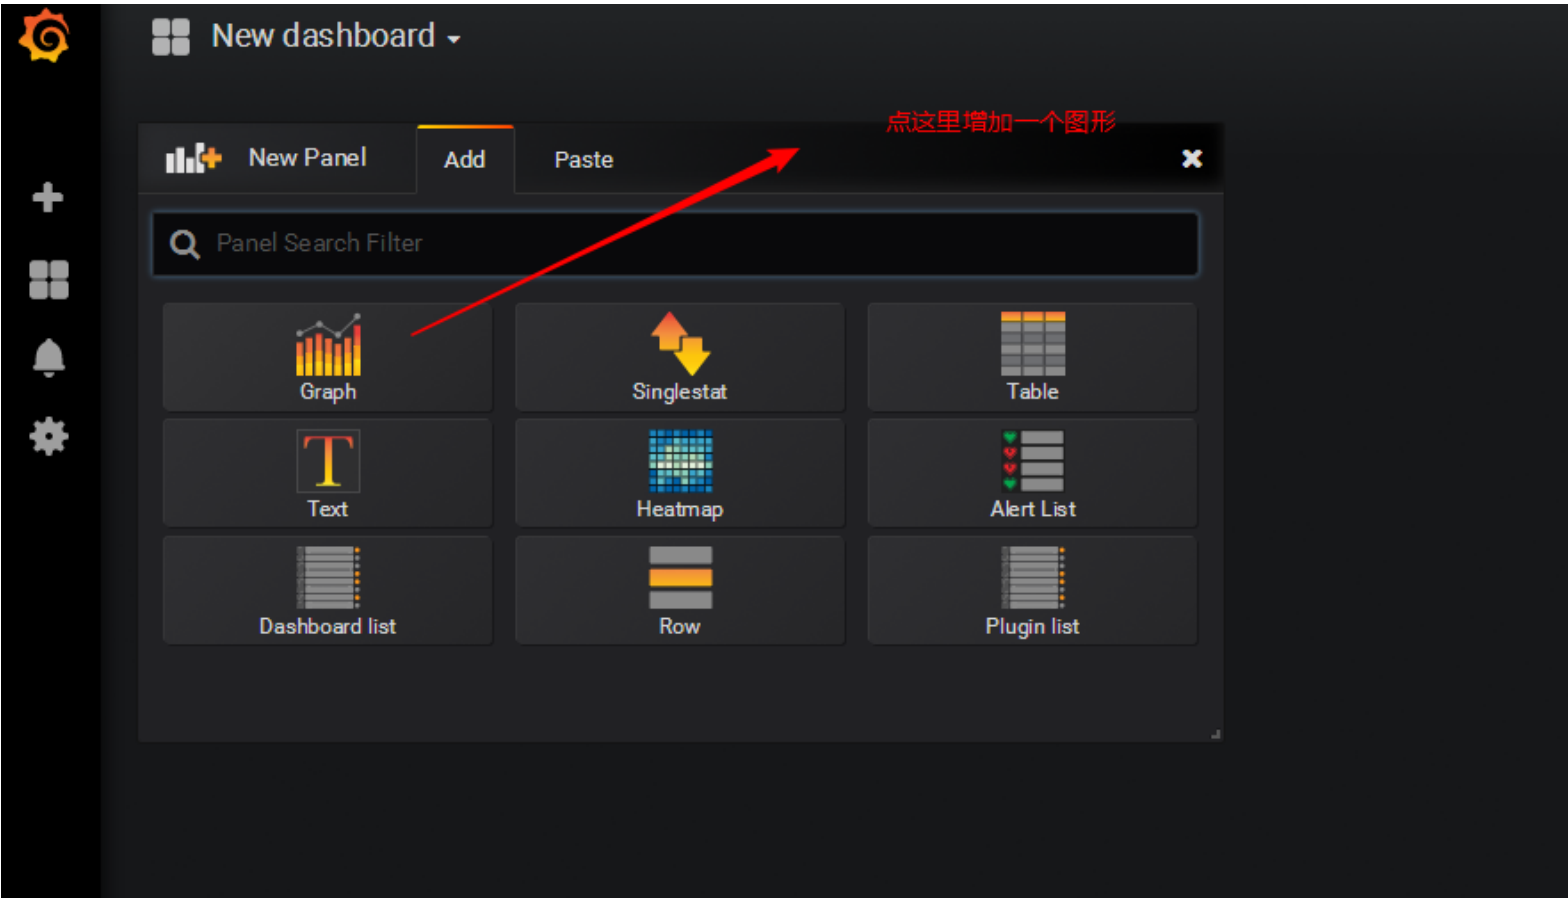 New dashboard
点这里增加一个图形
New Panel
Add
Paste
Panel Search Filter
Graph
Singlestat
Table
Text
Heatmap
Alert List
Dashboard list
Row
Plugin list